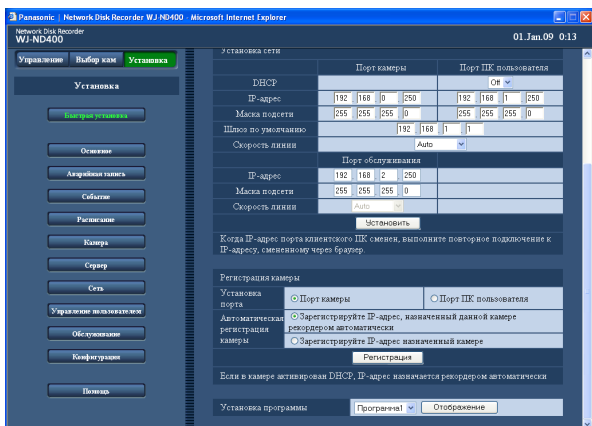 Panasonic | Network Disk Recorder WJ-ND400 - Microsoft Internet Explorer
Network Disk Recorder
WJ-ND400
01.Jan.09 0:13
Управление Выбор кам Установка
Установка
Быстрая установка
Основное
Аварийная запись
Событие
Расписание
Камера
Сервер
Сеть
Управление пользователем
Обслуживание
Конфигурация
Помощь
Установка сети
Порт камеры Порт ПК пользователя
DHCP Off
IP-адрес 192 . 168 . 0 . 250 192 . 168 . 1 . 250
Маска подсети 255 . 255 . 255 . 0 255 . 255 . 255 . 0
Шлюз по умолчанию 192 . 168 . 1 . 1
Скорость линии Auto
Порт обслуживания
IP-адрес 192 . 168 . 2 . 250
Маска подсети 255 . 255 . 255 . 0
Скорость линии Auto
Установить
Когда IP-адрес порта клиентского ПК сменен, выполните повторное подключение к
IP-адресу, смененному через браузер.
Регистрация камеры
Установка
порта
Порт камеры Порт ПК пользователя
Автоматическая
регистрация
камеры
Зарегистрируйте IP-адрес, назначенный данной камере
рекордером автоматически
Зарегистрируйте IP-адрес назначенный камере
Регистрация
Если в камере активирован DHCP, IP-адрес назначается рекордером автоматически
Установка программы Программа1 Отображение